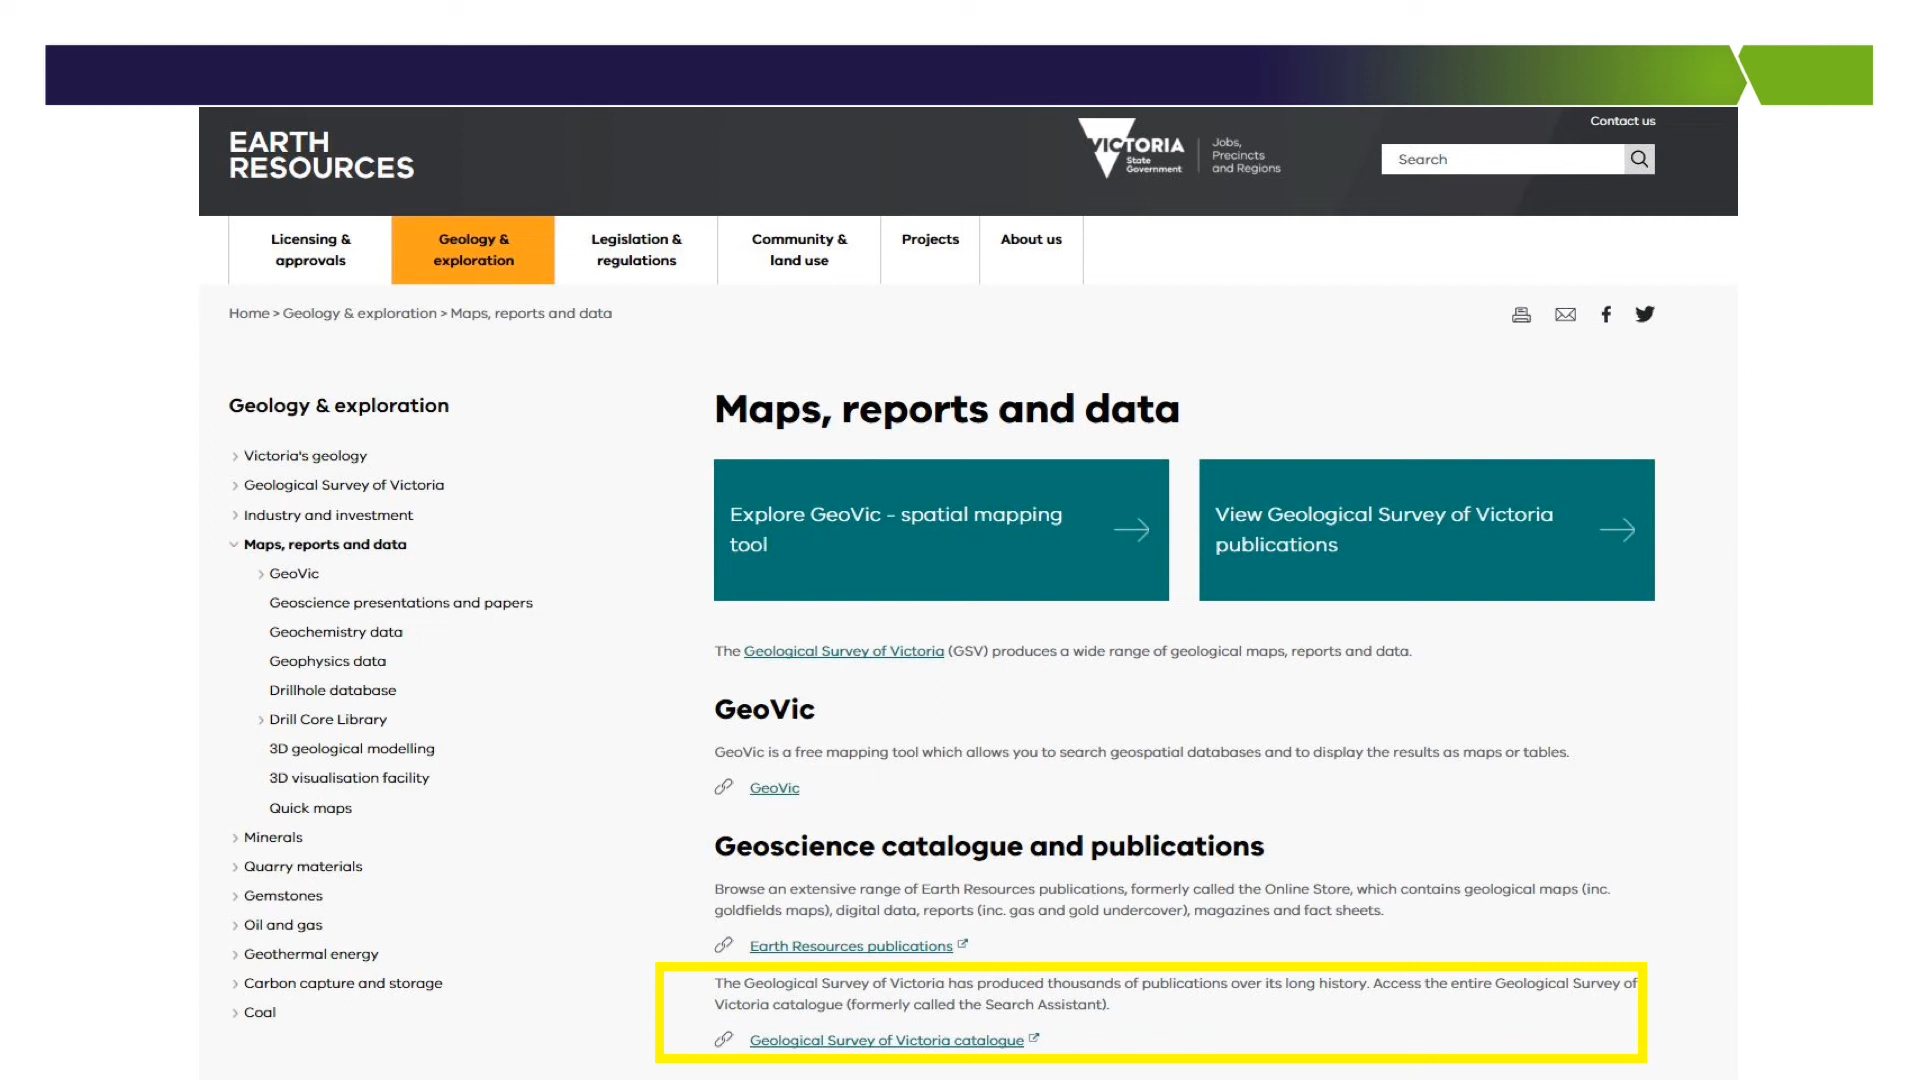 Contact us
EARTH
RESOURCES
VICTORIA
State
Government
Jobs,
Precincts
and Regions
Search
Licensing &
approvals
Geology &
exploration
Legislation &
regulations
Community &
land use
Projects
About us
Home > Geology & exploration > Maps, reports and data
Geology & exploration
Victoria's geology
Geological Survey of Victoria
Industry and investment
Maps, reports and data
GeoVic
Geoscience presentations and papers
Geochemistry data
Geophysics data
Drillhole database
Drill Core Library
3D geological modelling
3D visualisation facility
Quick maps
Minerals
Quarry materials
Gemstones
Oil and gas
Geothermal energy
Carbon capture and storage
Coal
Maps, reports and data
Explore GeoVic - spatial mapping
tool
View Geological Survey of Victoria
publications
The Geological Survey of Victoria (GSV) produces a wide range of geological maps, reports and data.
GeoVic
GeoVic is a free mapping tool which allows you to search geospatial databases and to display the results as maps or tables.
GeoVic
Geoscience catalogue and publications
Browse an extensive range of Earth Resources publications, formerly called the Online Store, which contains geological maps (inc.
goldfields maps), digital data, reports (inc. gas and gold undercover), magazines and fact sheets.
Earth Resources publications
The Geological Survey of Victoria has produced thousands of publications over its long history. Access the entire Geological Survey of
Victoria catalogue (formerly called the Search Assistant).
Geological Survey of Victoria catalogue